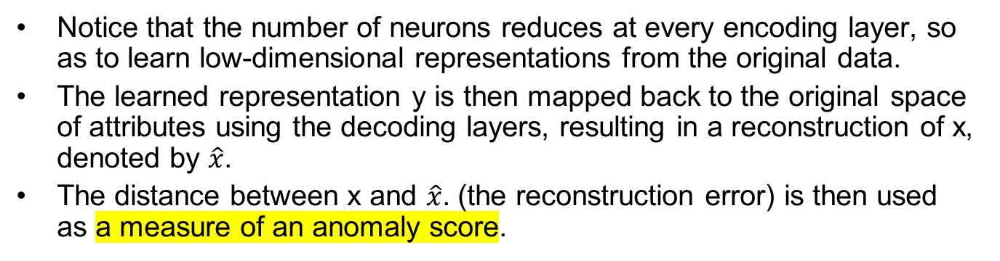 • Notice that the number of neurons reduces at every encoding layer, so
as to learn low-dimensional representations from the original data.
• The learned representation y is then mapped back to the original space
of attributes using the decoding layers, resulting in a reconstruction of x,
denoted by x̂.
• The distance between x and x̂. (the reconstruction error) is then used
as a measure of an anomaly score.